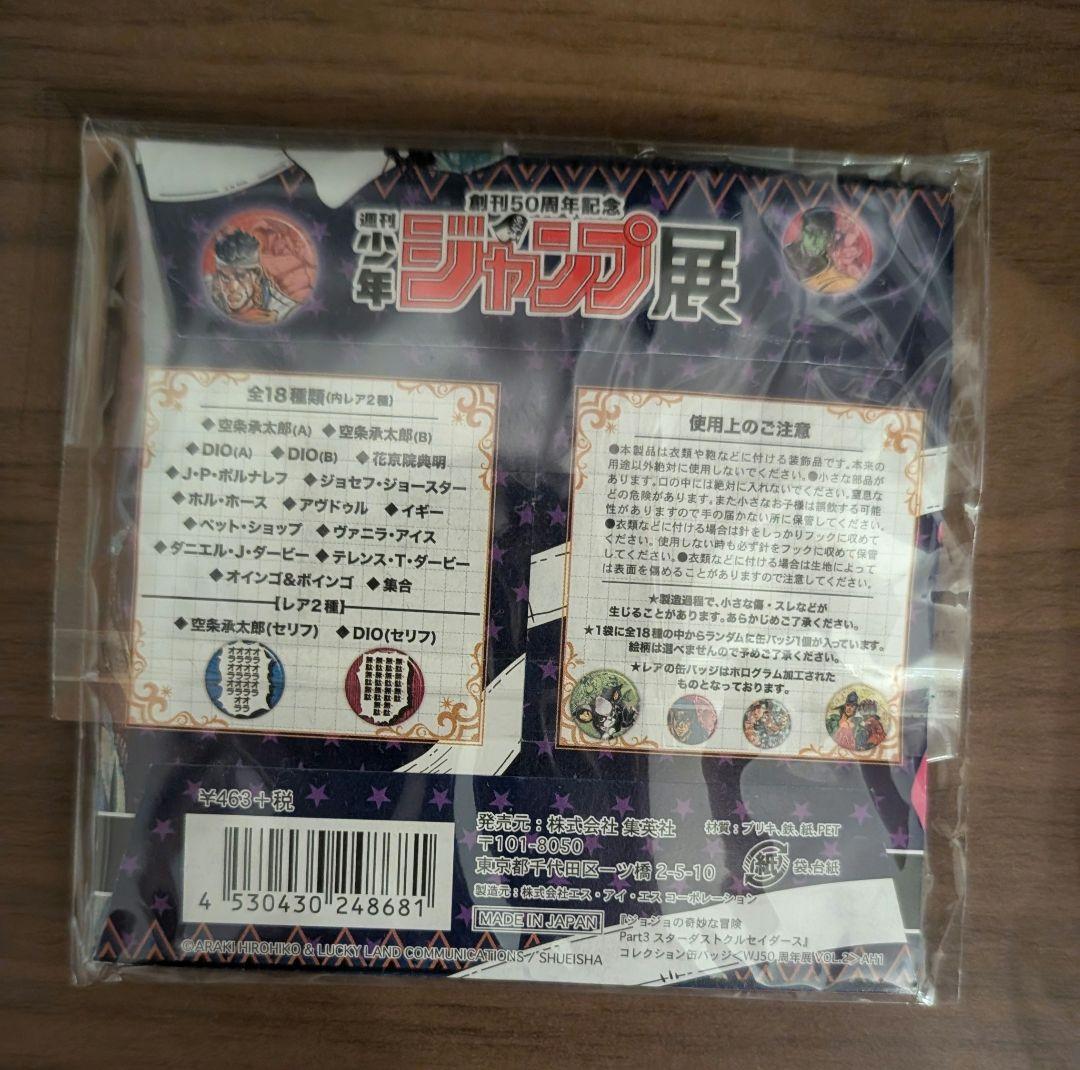 創刊50周年記念
週刊少年ジャンプ展
全18種類(内レア2種)
◆空条承太郎(A) ◆空条承太郎(B)
◆DIO(A) ◆DIO(B) ◆花京院典明
◆J・P・ポルナレフ ◆ジョセフ・ジョースター
◆ホル・ホース ◆アヴドゥル ◆イギー
◆ペット・ショップ ◆ヴァニラ・アイス
◆ダニエル・J・ダービー ◆テレンス・T・ダービー
◆オインゴ&ボインゴ ◆集合
【レア2種】
◆空条承太郎(セリフ) ◆DIO(セリフ)
使用上のご注意
●本製品は衣類や鞄などに付ける装飾品です。本来の
用途以外絶対に使用しないでください。●小さな部品が
あります。口の中には絶対に入れないでください。窒息な
どの危険があります。また小さなお子様は誤飲する可能
性がありますので手の届かない所に保管してください。
●衣類などに付ける場合は針をしっかりフックに収めて
ください。使用しない時も必ず針をフックに収めて保管
してください。●衣類などに付ける場合は生地によって
は表面を傷めることがありますので注意してください。
★製造過程で、小さな傷・スレなどが
生じることがあります。あらかじめご了承ください。
★1袋に全18種の中からランダムに缶バッジ1個が入っています。
絵柄は選べませんので予めご了承ください。
★レアの缶バッジはホログラム加工された
ものとなっております。
¥463+税
4 530430 248681
発売元:株式会社 集英社
〒101-8050
東京都千代田区一ツ橋2-5-10
製造元:株式会社エス・アイ・エス コーポレーション
MADE IN JAPAN
材質:ブリキ、鉄、紙、PET
紙 袋、台紙
『ジョジョの奇妙な冒険
Part3 スターダストクルセイダース』
コレクション缶バッジ<WJ50周年展VOL.2>AH1
©ARAKI HIROHIKO & LUCKY LAND COMMUNICATIONS / SHUEISHA